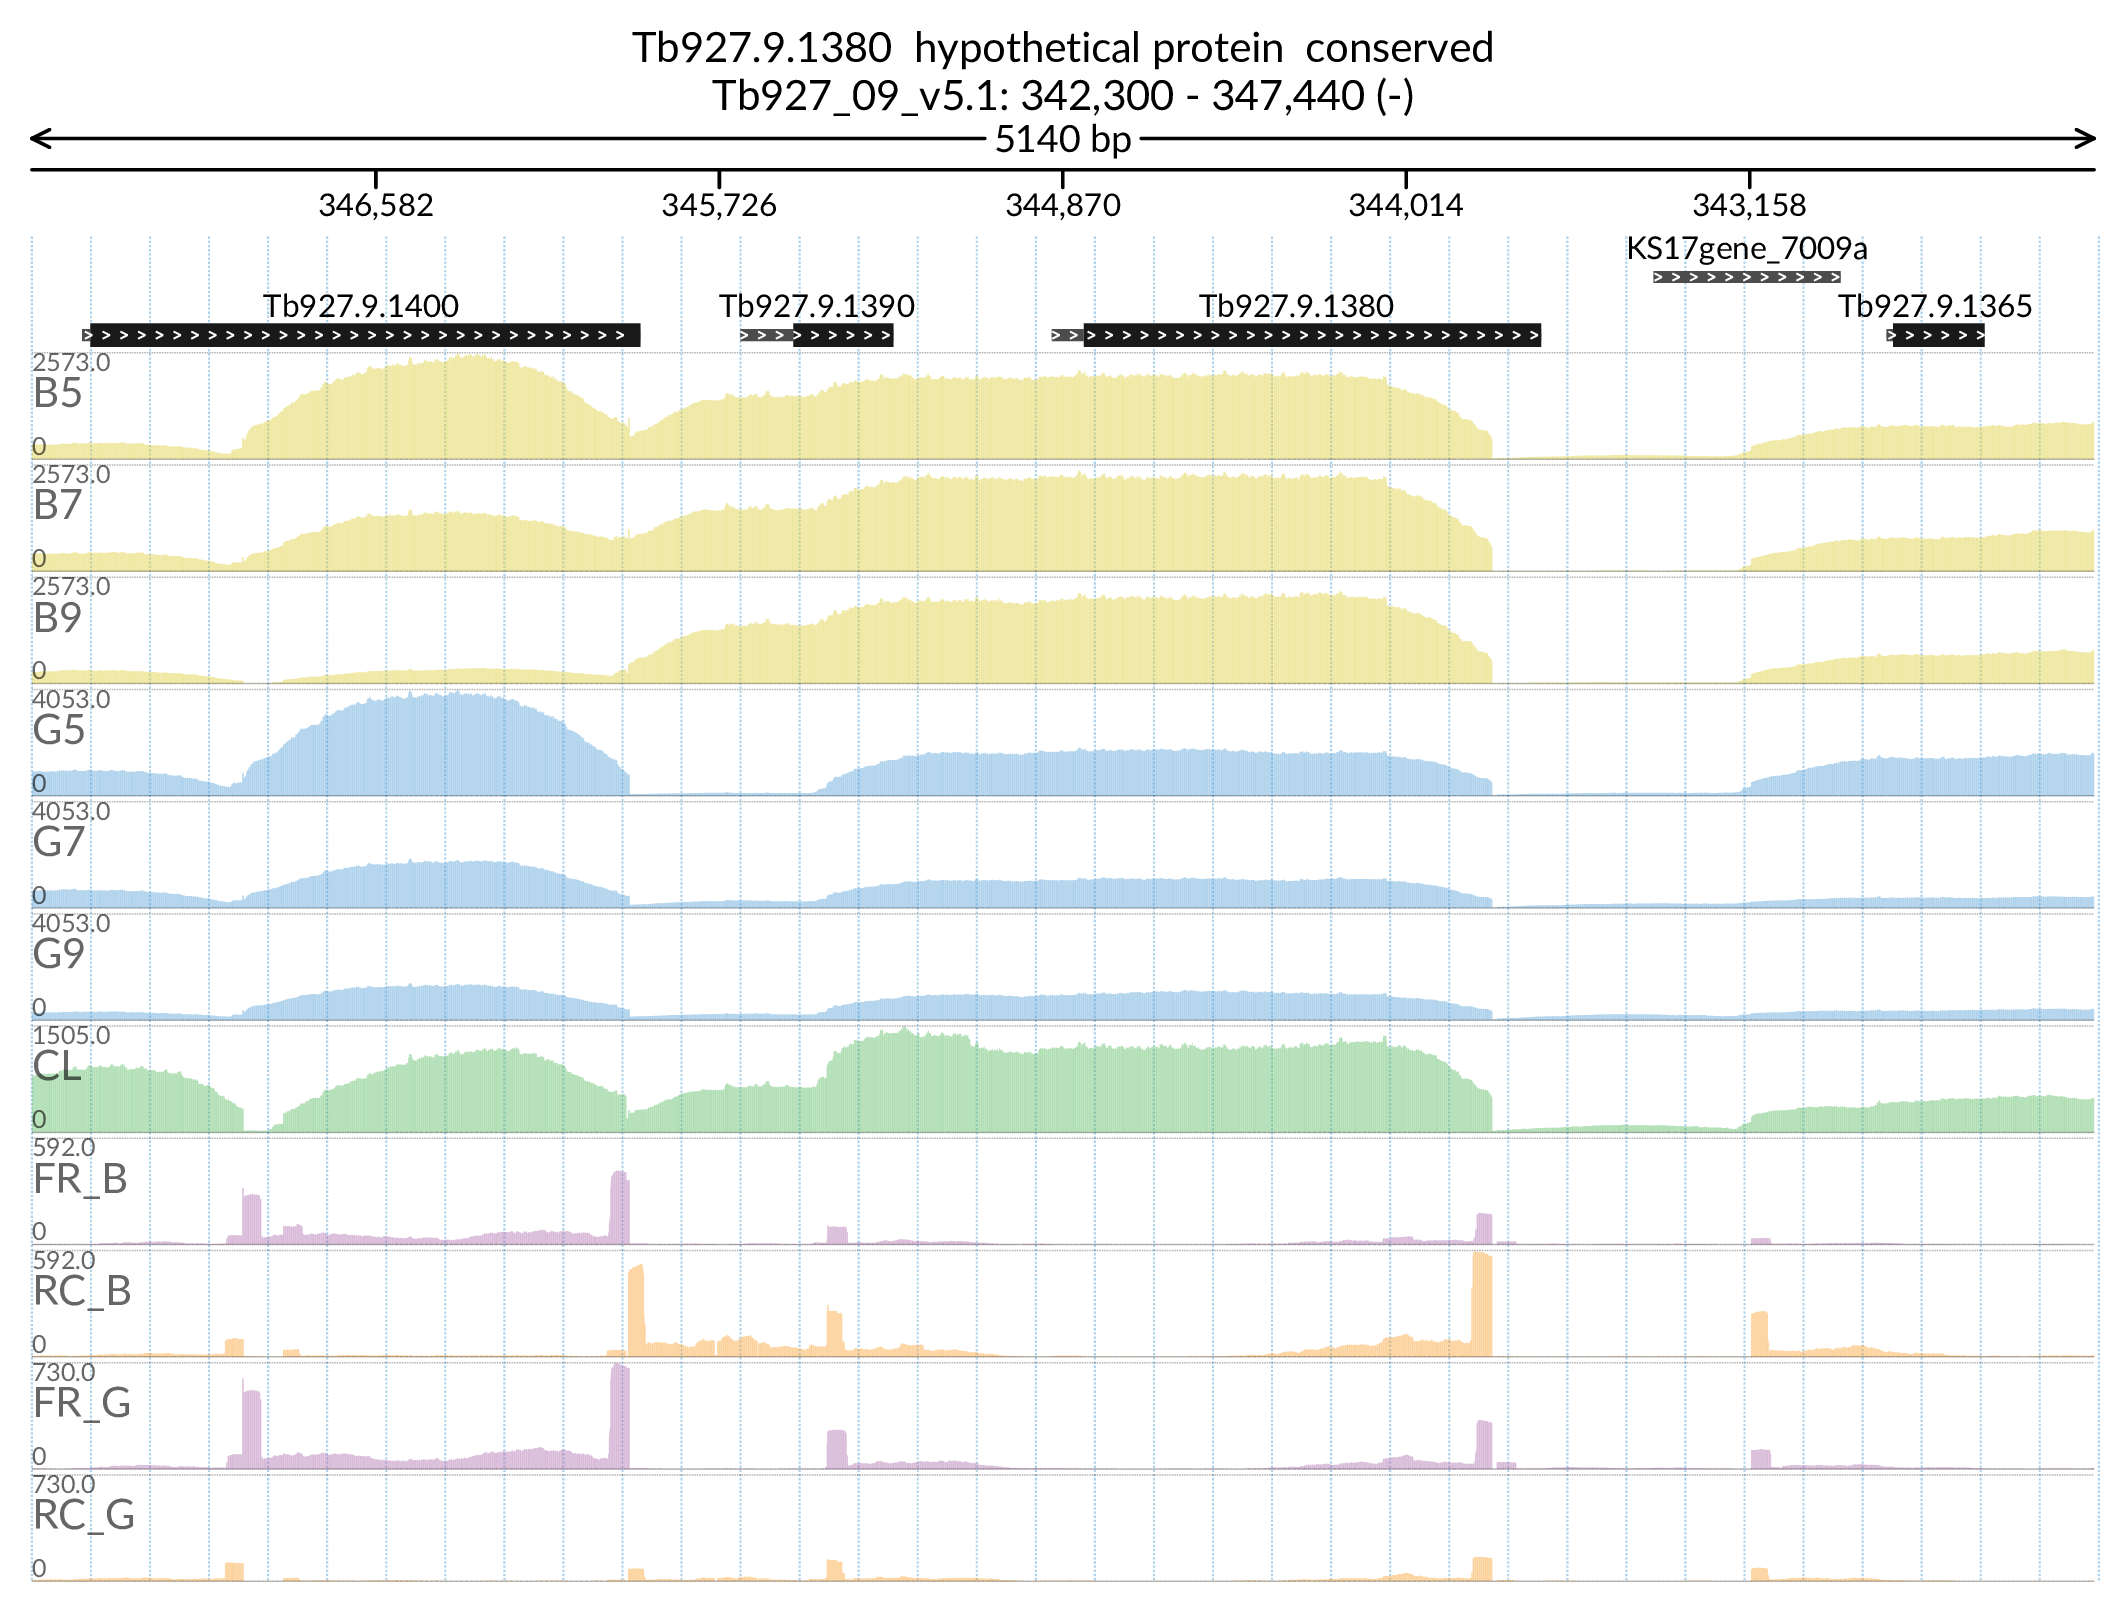 Tb927.9.1380 hypothetical protein conserved
Tb927_09_v5.1: 342,300 - 347,440 (-)
5140 bp
346,582 345,726 344,870 344,014 343,158
KS17gene_7009a
Tb927.9.1400 Tb927.9.1390 Tb927.9.1380 Tb927.9.1365
2573.0
B5
0
2573.0
B7
0
2573.0
B9
0
4053.0
G5
0
4053.0
G7
0
4053.0
G9
0
1505.0
CL
0
592.0
FR_B
0
592.0
RC_B
0
730.0
FR_G
0
730.0
RC_G
0